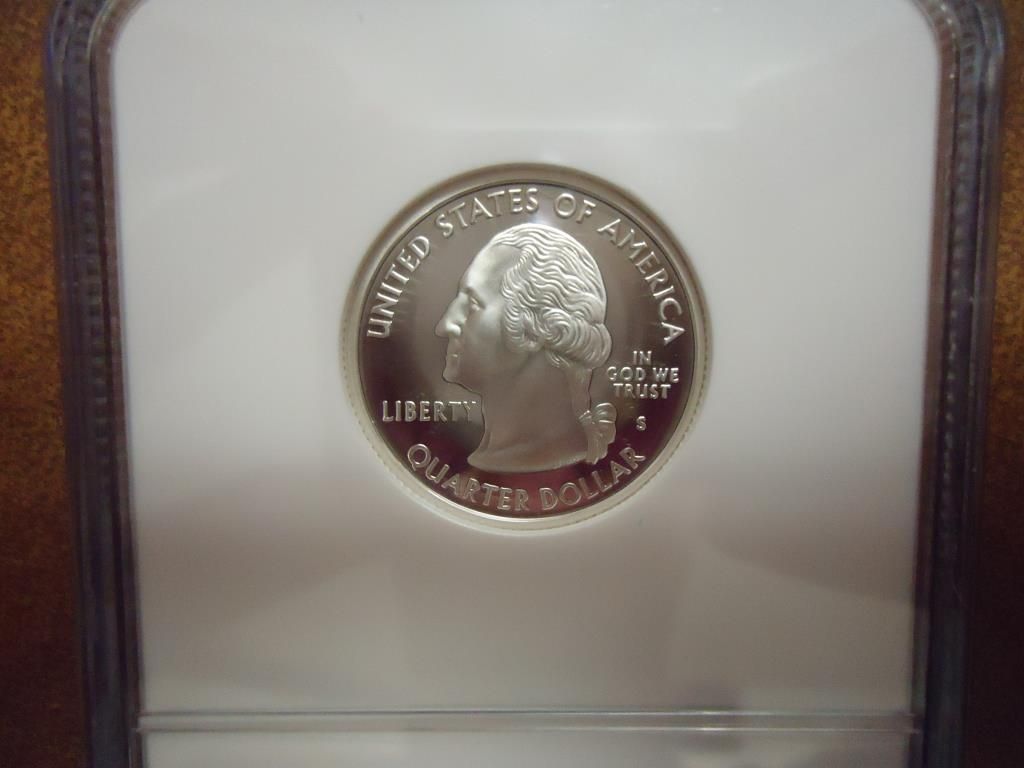 UNITED STATES OF AMERICA
IN
GOD WE
TRUST
LIBERTY
S
QUARTER DOLLAR